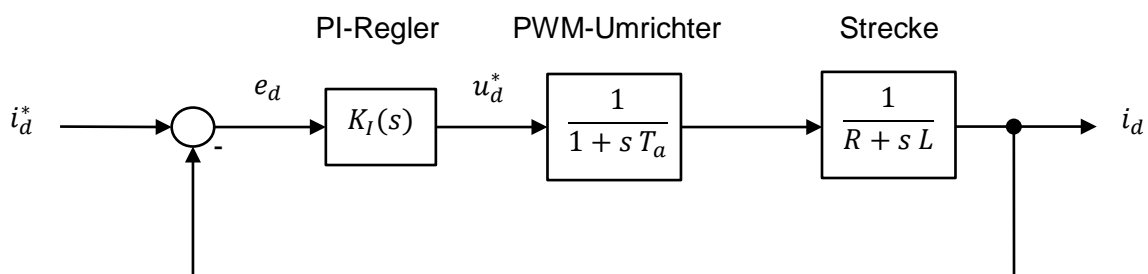 PI-Regler PWM-Umrichter Strecke
i_d^* e_d K_I(s) u_d^* 1/(1 + s T_a) 1/(R + s L) i_d
-